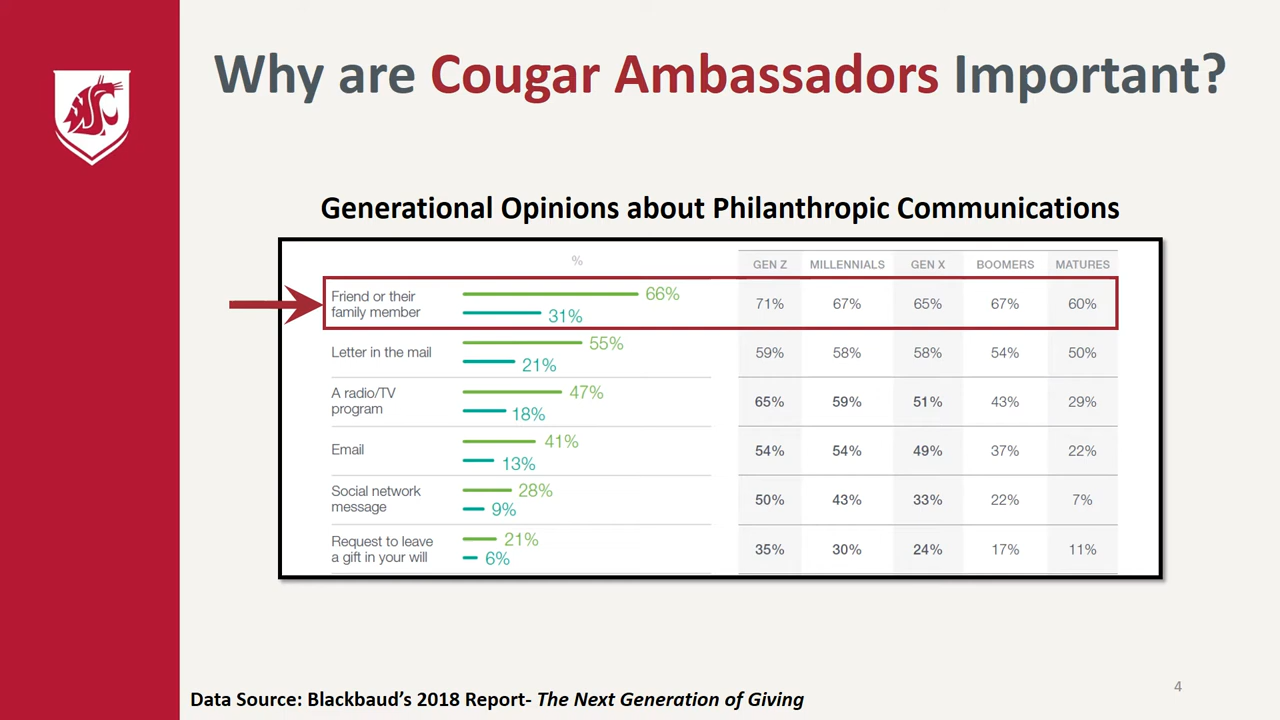 Why are Cougar Ambassadors Important?
Generational Opinions about Philanthropic Communications
% GEN Z MILLENNIALS GEN X BOOMERS MATURES
Friend or their
family member
66%
31%
71% 67% 65% 67% 60%
Letter in the mail
55%
21%
59% 58% 58% 54% 50%
A radio/TV
program
47%
18%
65% 59% 51% 43% 29%
Email
41%
13%
54% 54% 49% 37% 22%
Social network
message
28%
9%
50% 43% 33% 22% 7%
Request to leave
a gift in your will
21%
6%
35% 30% 24% 17% 11%
4
Data Source: Blackbaud's 2018 Report- The Next Generation of Giving